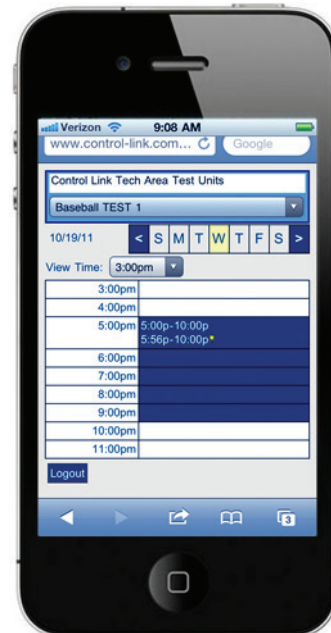 Verizon 9:08 AM
www.control-link.com... Google
Control Link Tech Area Test Units
Baseball TEST 1
10/19/11 < S M T W T F S >
View Time: 3:00pm
3:00pm
4:00pm
5:00pm 5:00p-10:00p
5:56p-10:00p*
6:00pm
7:00pm
8:00pm
9:00pm
10:00pm
11:00pm
Logout
3